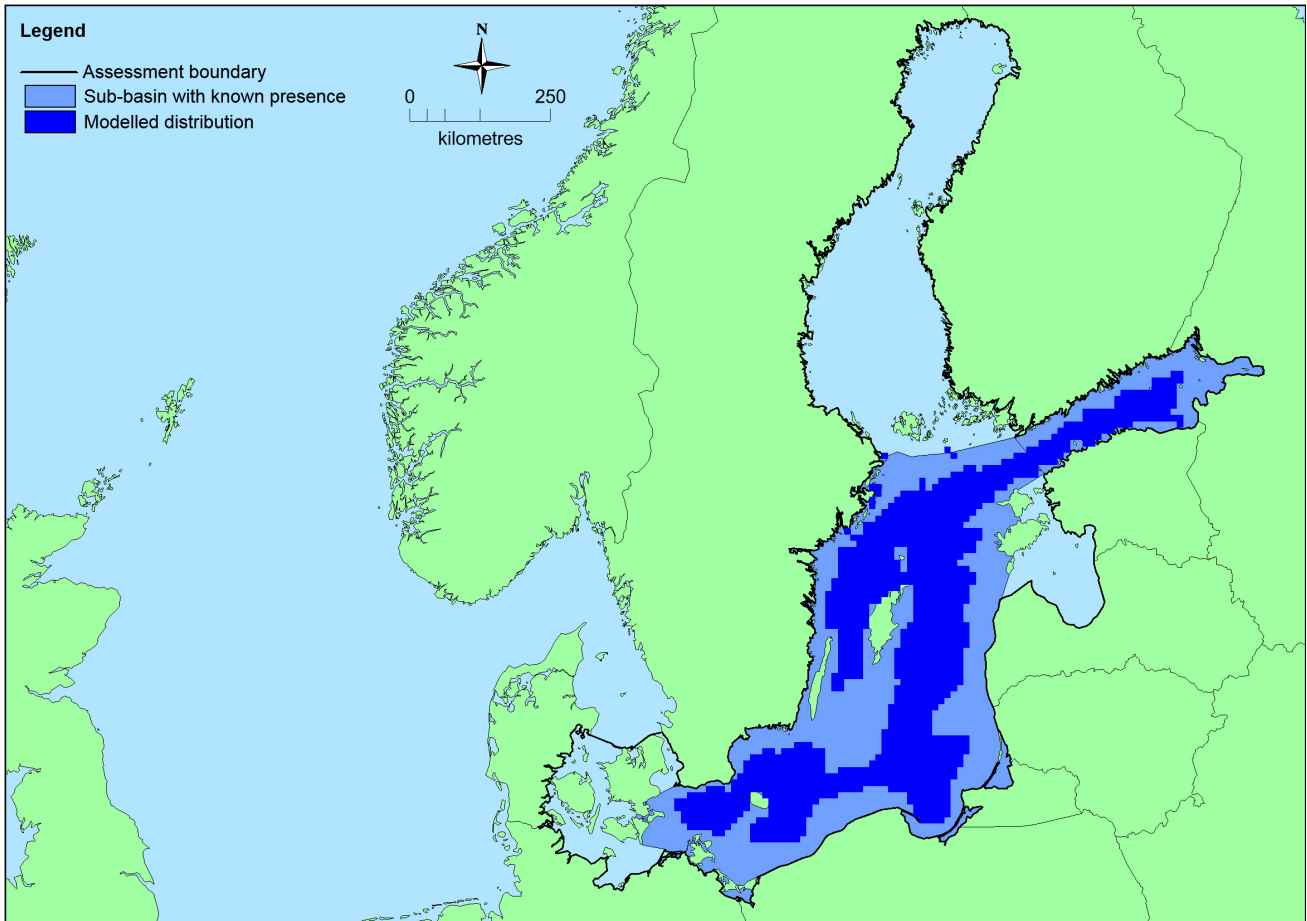 Legend
Assessment boundary
Sub-basin with known presence
Modelled distribution
N
0 250
kilometres